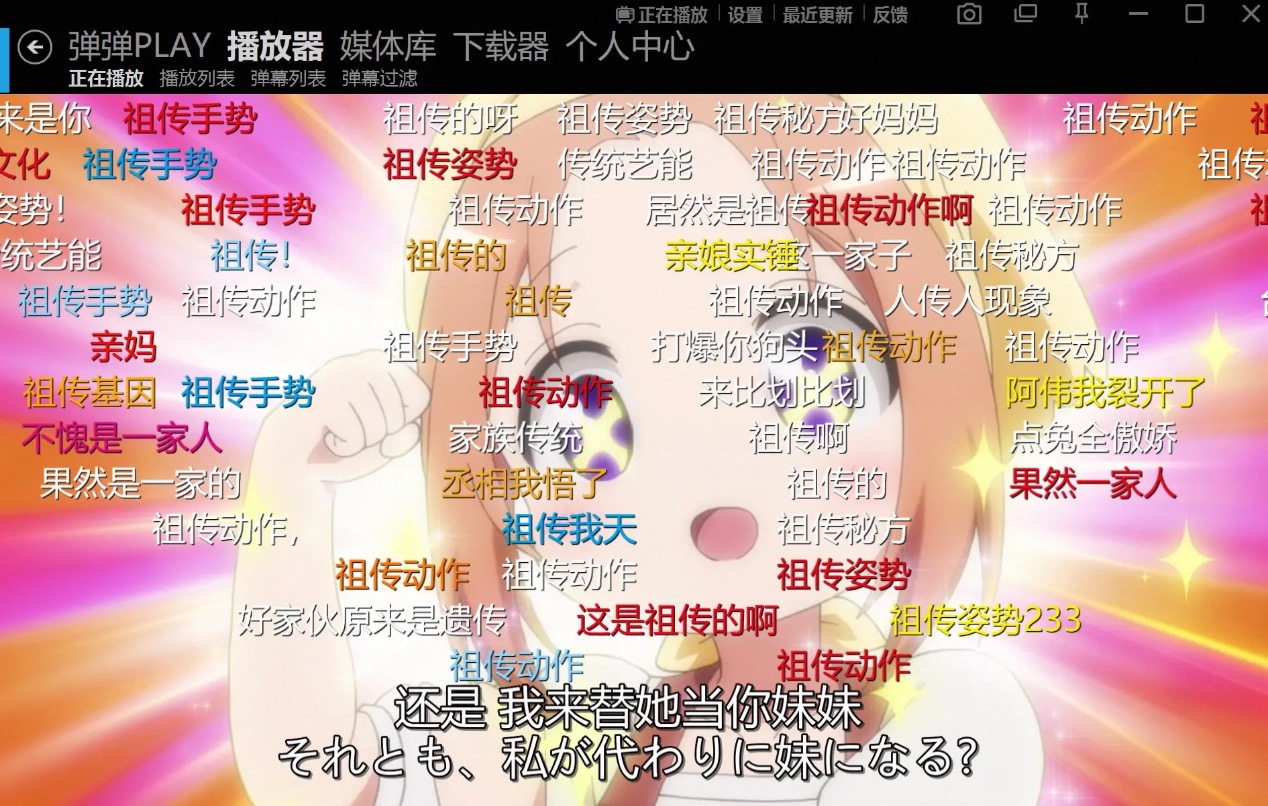 正在播放 设置 最近更新 反馈
弹弹PLAY 播放器 媒体库 下载器 个人中心
正在播放 播放列表 弹幕列表 弹幕过滤
来是你 祖传手势 祖传的呀 祖传姿势 祖传秘方 好妈妈 祖传动作
文化 祖传手势 祖传姿势 传统艺能 祖传动作 祖传动作 祖传
姿势！ 祖传手势 祖传动作 居然是祖传 祖传动作啊 祖传动作
统艺能 祖传！ 祖传的 亲娘实锤 这一家子 祖传秘方
祖传手势 祖传动作 祖传 祖传动作 人传人现象
亲妈 祖传手势 打爆你狗头 祖传动作 祖传动作
祖传基因 祖传手势 祖传动作 来比划比划 阿伟我裂开了
不愧是一家人 家族传统 祖传啊 点兔全傲娇
果然是一家的 丞相我悟了 祖传的 果然一家人
祖传动作， 祖传我天 祖传秘方
祖传动作 祖传动作 祖传姿势
好家伙原来是遗传 这是祖传的啊 祖传姿势233
祖传动作 祖传动作
还是 我来替她当你妹妹
それとも、私が代わりに妹になる?